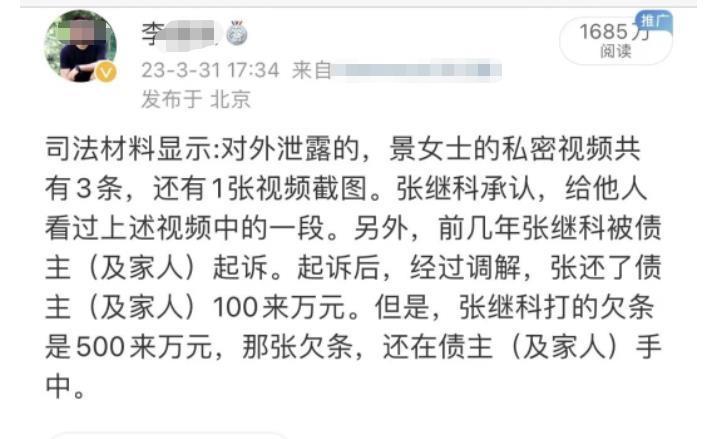 李
推广
1685万
阅读
23-3-31 17:34 来自
发布于 北京
司法材料显示:对外泄露的，景女士的私密视频共
有3条，还有1张视频截图。张继科承认，给他人
看过上述视频中的一段。另外，前几年张继科被债
主（及家人）起诉。起诉后，经过调解，张还了债
主（及家人）100来万元。但是，张继科打的欠条
是500来万元，那张欠条，还在债主（及家人）手
中。